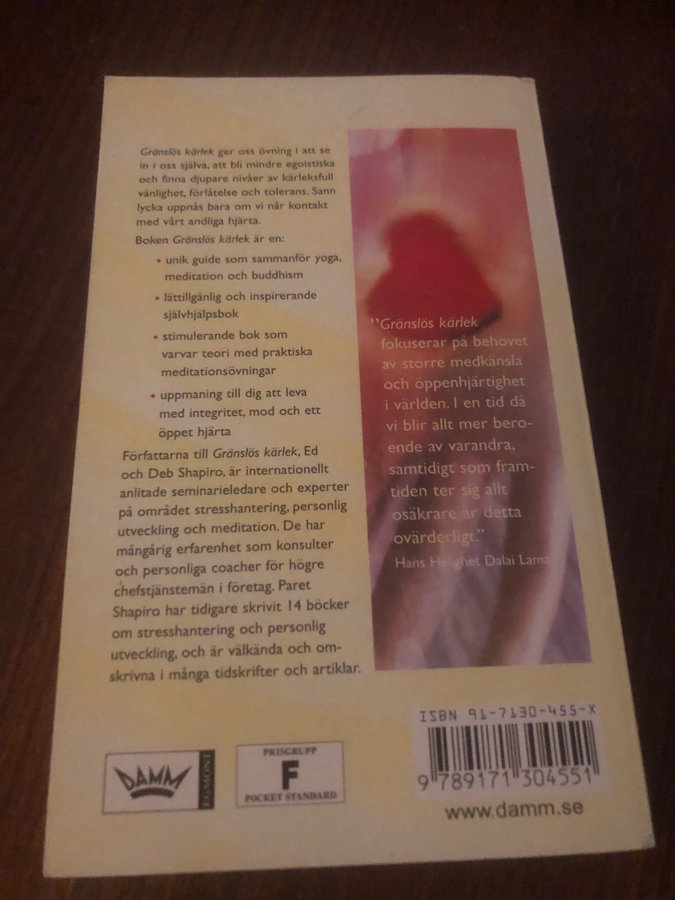 Gränslös kärlek ger oss övning i att se
in i oss själva, att bli mindre egoistiska
och finna djupare nivåer av kärleksfull
vänlighet, förlåtelse och tolerans. Sann
lycka uppnås bara om vi når kontakt
med vårt andliga hjärta.
Boken Gränslös kärlek är en:
• unik guide som sammanför yoga,
meditation och buddhism
• lättillgänlig och inspirerande
självhjälpsbok
• stimulerande bok som
varvar teori med praktiska
meditationsövningar
• uppmaning till dig att leva
med integritet, mod och ett
öppet hjärta
Författarna till Gränslös kärlek, Ed
och Deb Shapiro, är internationellt
anlitade seminarieledare och experter
på området stresshantering, personlig
utveckling och meditation. De har
mångårig erfarenhet som konsulter
och personliga coacher för högre
chefstjänstemän i företag. Paret
Shapiro har tidigare skrivit 14 böcker
om stresshantering och personlig
utveckling, och är välkända och om-
skrivna i många tidskrifter och artiklar.
"Gränslös kärlek
fokuserar på behovet
av större medkänsla
och öppenhjärtighet
i världen. I en tid då
vi blir allt mer bero-
ende av varandra,
samtidigt som fram-
tiden ter sig allt
osäkrare är detta
ovärderligt."
Hans Helighet Dalai Lama
DAMM
EGMONT
PRISGRUPP
F
POCKET STANDARD
ISBN 91-7130-455-X
9 789171 304551
www.damm.se